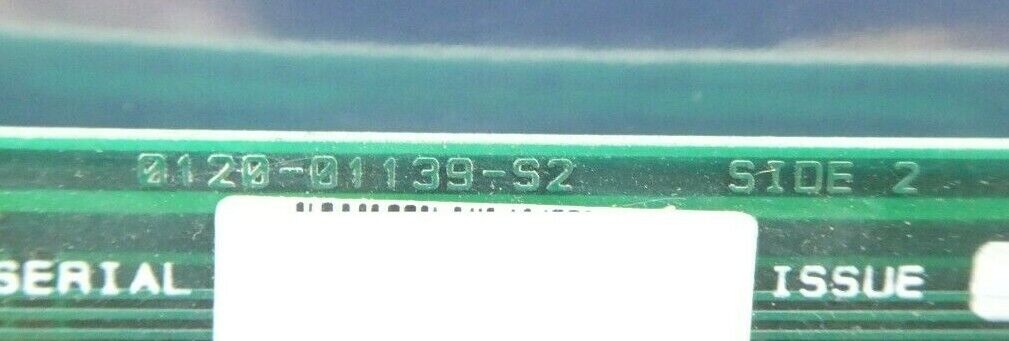 0120-01139-S2 SIDE 2
SERIAL ISSUE